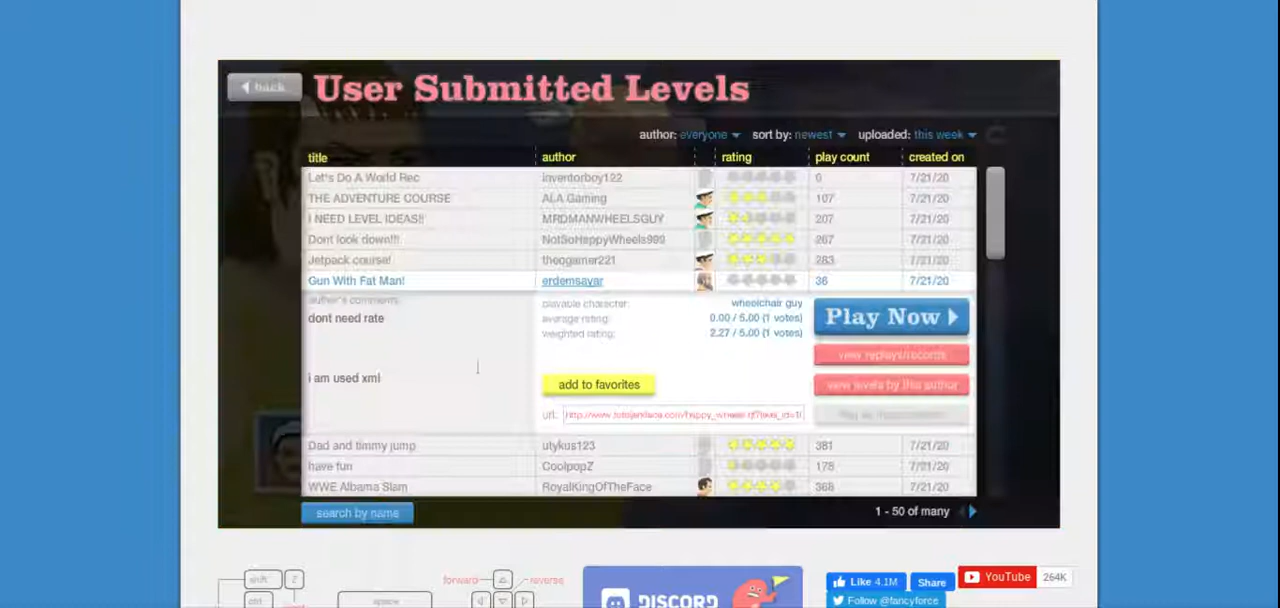 back User Submitted Levels
author: everyone sort by: newest uploaded: this week
title author rating play count created on
Let's Do A World Rec inventorboy122 0 7/21/20
THE ADVENTURE COURSE ALA Gaming 107 7/21/20
I NEED LEVEL IDEAS!! MRDMANWHEELSGUY 207 7/21/20
Dont look down!!! NotSoHappyWheels999 267 7/21/20
Jetpack course! theogamer221 283 7/21/20
Gun With Fat Man! erdemsayar 36 7/21/20
author's comments: playable character: wheelchair guy
dont need rate average rating: 0.00 / 5.00 (1 votes) Play Now
weighted rating: 2.27 / 5.00 (1 votes)
view replays/records
i am used xml add to favorites view levels by this author
url:
Dad and timmy jump utykus123 381 7/21/20
have fun CoolpopZ 178 7/21/20
WWE Albama Slam RoyalKingOfTheFace 368 7/21/20
search by name 1 - 50 of many
shift Z forward reverse
ctrl space DISCORD Like 4.1M Share YouTube 264K
Follow @fancyforce